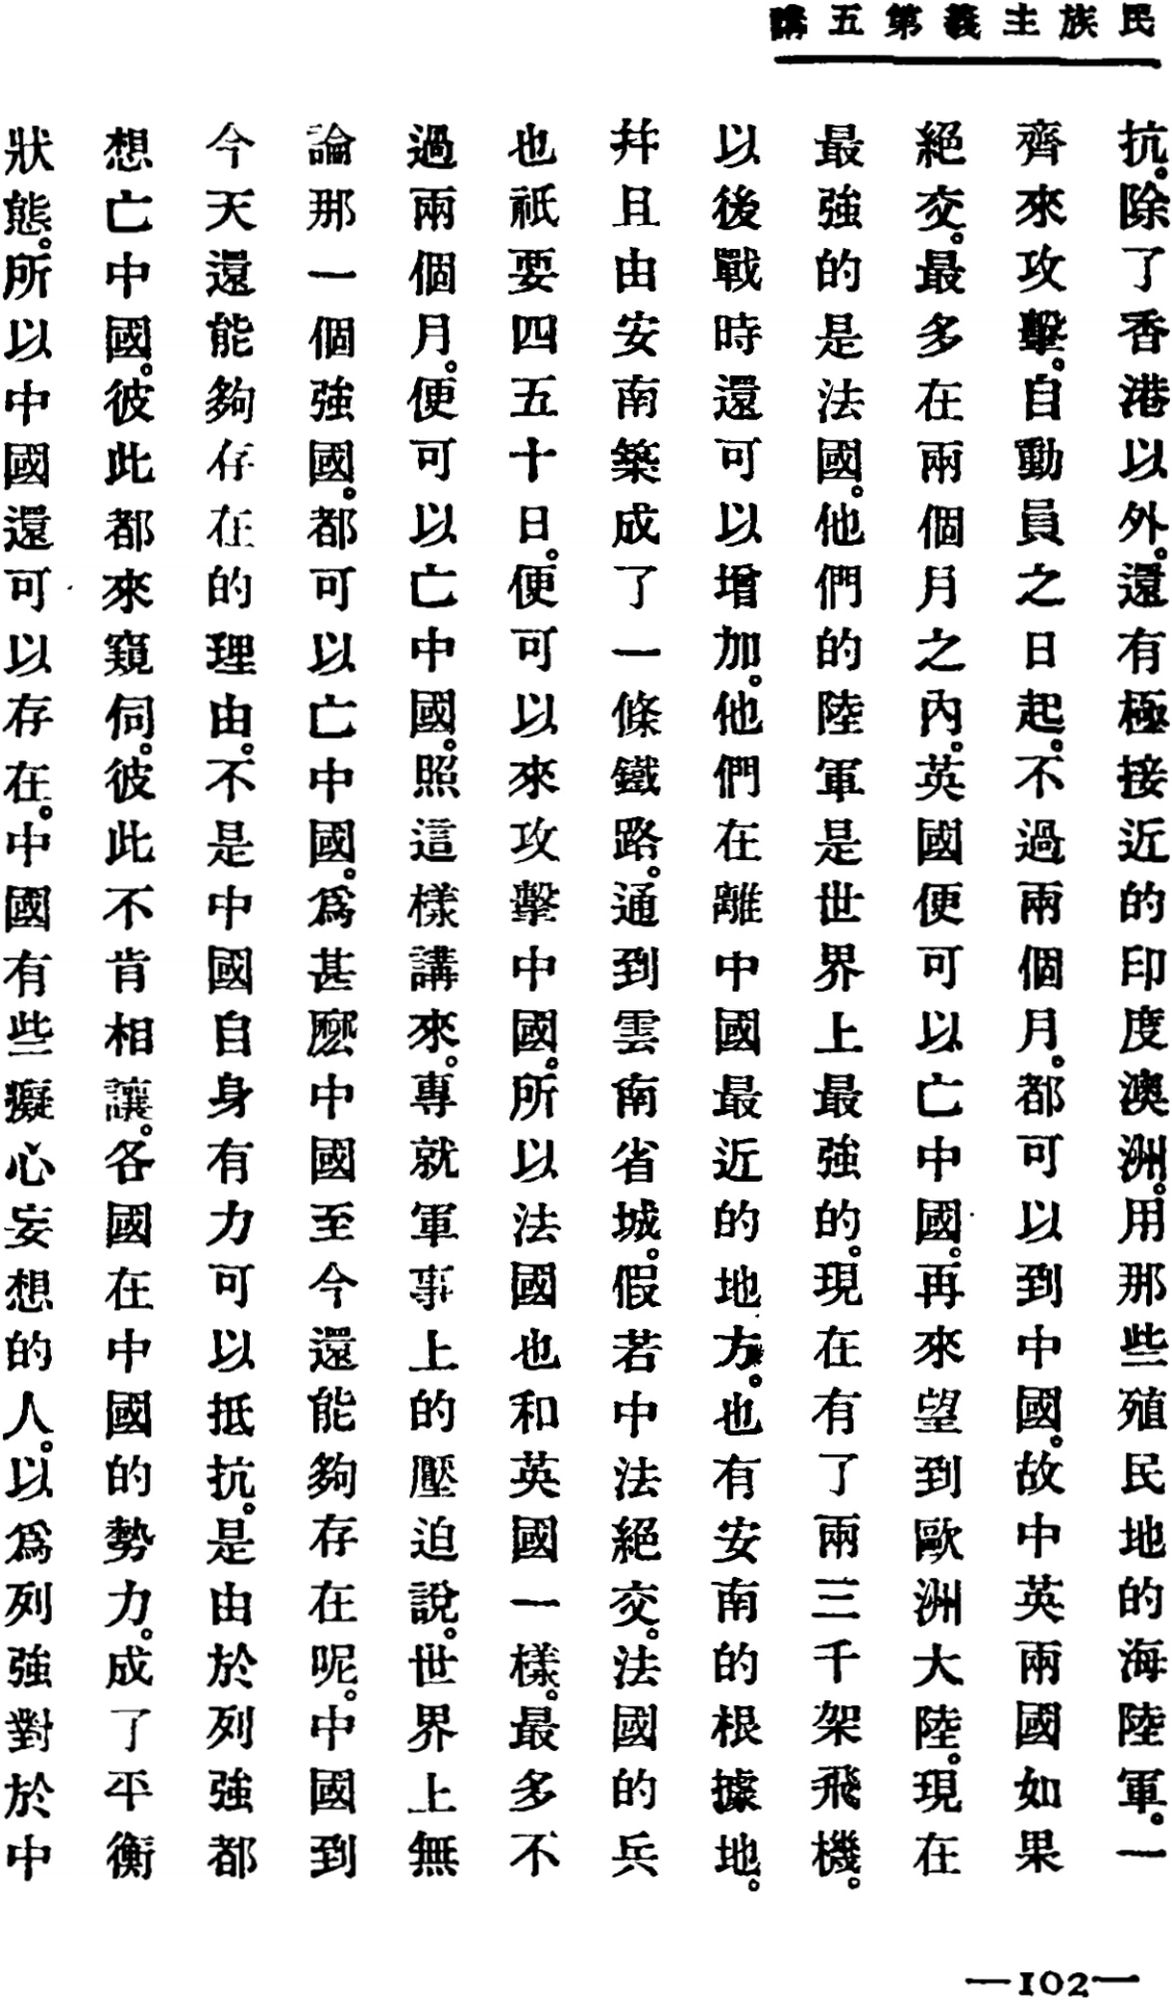 民族主義第五講
抗。除了香港以外。還有極接近的印度澳洲。用那些殖民地的海陸軍。一
齊來攻擊。自動員之日起。不過兩個月。都可以到中國。故中英兩國如果
絕交。最多在兩個月之內。英國便可以亡中國。再來望到歐洲大陸。現在
最強的是法國。他們的陸軍是世界上最強的。現在有了兩三千架飛機。
以後戰時還可以增加。他們在離中國最近的地方。也有安南的根據地。
幷且由安南築成了一條鐵路。通到雲南省城。假若中法絕交。法國的兵
也祇要四五十日。便可以來攻擊中國。所以法國也和英國一樣。最多不
過兩個月。便可以亡中國。照這樣講來。專就軍事上的壓迫說。世界上無
論那一個強國。都可以亡中國。爲甚麽中國至今還能夠存在呢。中國到
今天還能夠存在的理由。不是中國自身有力可以抵抗。是由於列強都
想亡中國。彼此都來窺伺。彼此不肯相讓。各國在中國的勢力。成了平衡
狀態。所以中國還可以存在。中國有些癡心妄想的人。以爲列強對於中
—102—